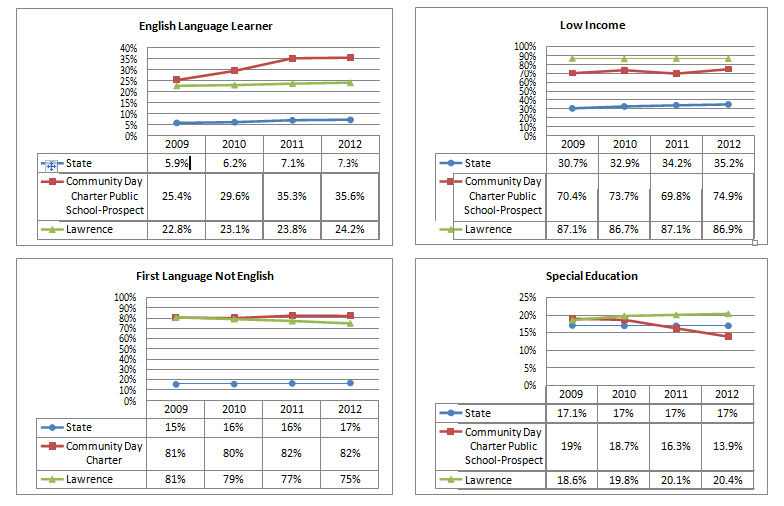 English Language Learner
40%
35%
30%
25%
20%
15%
10%
5%
0%
2009 2010 2011 2012
State 5.9% 6.2% 7.1% 7.3%
Community Day
Charter Public
School-Prospect
25.4% 29.6% 35.3% 35.6%
Lawrence 22.8% 23.1% 23.8% 24.2%
Low Income
100%
90%
80%
70%
60%
50%
40%
30%
20%
10%
0%
2009 2010 2011 2012
State 30.7% 32.9% 34.2% 35.2%
Community Day
Charter Public
School-Prospect
70.4% 73.7% 69.8% 74.9%
Lawrence 87.1% 86.7% 87.1% 86.9%
First Language Not English
100%
90%
80%
70%
60%
50%
40%
30%
20%
10%
0%
2009 2010 2011 2012
State 15% 16% 16% 17%
Community Day
Charter
81% 80% 82% 82%
Lawrence 81% 79% 77% 75%
Special Education
25%
20%
15%
10%
5%
0%
2009 2010 2011 2012
State 17.1% 17% 17% 17%
Community Day
Charter Public
School-Prospect
19% 18.7% 16.3% 13.9%
Lawrence 18.6% 19.8% 20.1% 20.4%